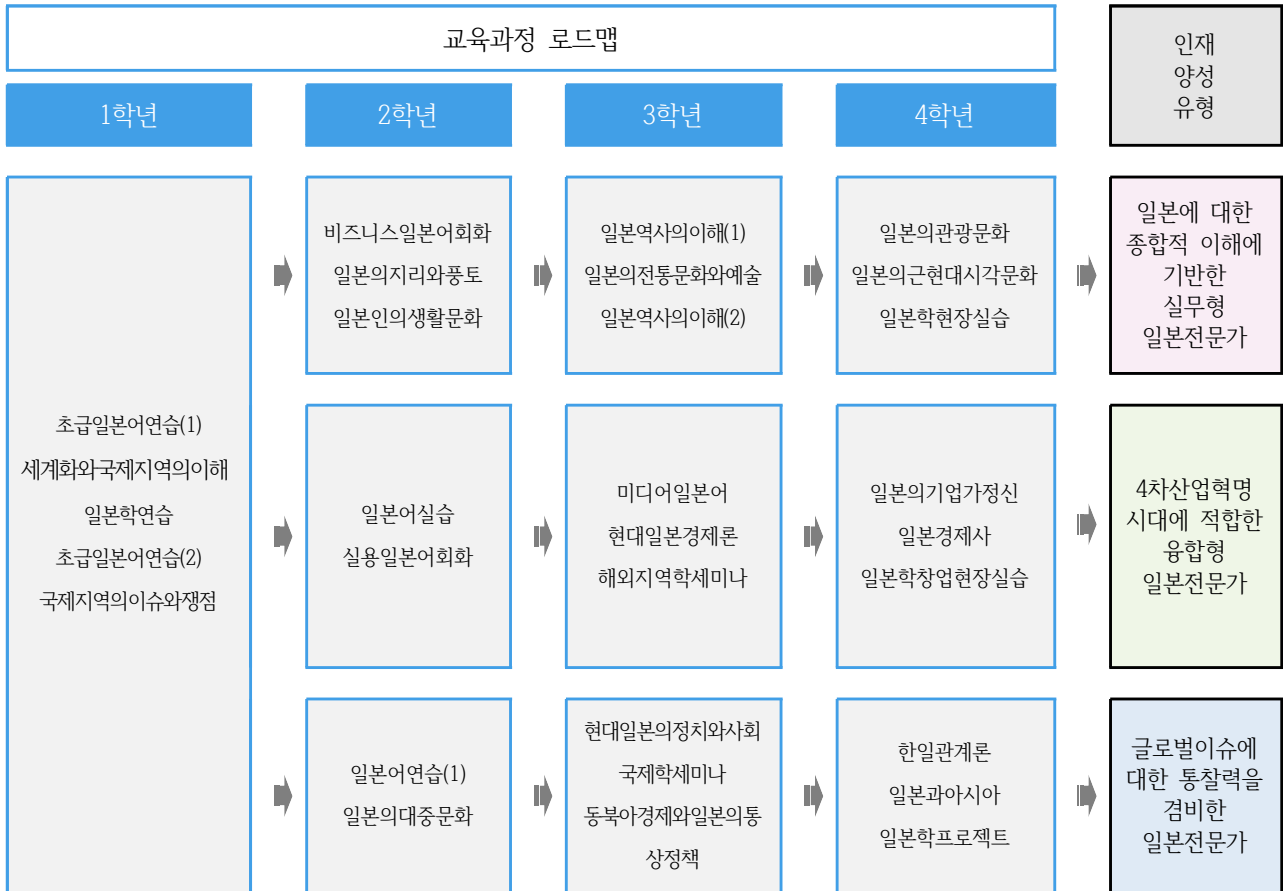 교육과정 로드맵
인재
양성
유형
1학년
2학년
3학년
4학년
초급일본어연습(1)
세계화와국제지역의이해
일본학연습
초급일본어연습(2)
국제지역의이슈와쟁점
비즈니스일본어회화
일본의지리와풍토
일본인의생활문화
일본역사의이해(1)
일본의전통문화와예술
일본역사의이해(2)
일본의관광문화
일본의근현대시각문화
일본학현장실습
일본에 대한
종합적 이해에
기반한
실무형
일본전문가
일본어실습
실용일본어회화
미디어일본어
현대일본경제론
해외지역학세미나
일본의기업가정신
일본경제사
일본학창업현장실습
4차산업혁명
시대에 적합한
융합형
일본전문가
일본어연습(1)
일본의대중문화
현대일본의정치와사회
국제학세미나
동북아경제와일본의통
상정책
한일관계론
일본과아시아
일본학프로젝트
글로벌이슈에
대한 통찰력을
겸비한
일본전문가